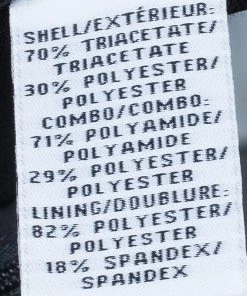 SHELL/EXTÉRIEUR:
70% TRIACETATE/
TRIACETATE
30% POLYESTER/
POLYESTER
COMBO/COMBO:
71% POLYAMIDE/
POLYAMIDE
29% POLYESTER/
POLYESTER
LINING/DOUBLURE:
82% POLYESTER/
POLYESTER
18% SPANDEX/
SPANDEX